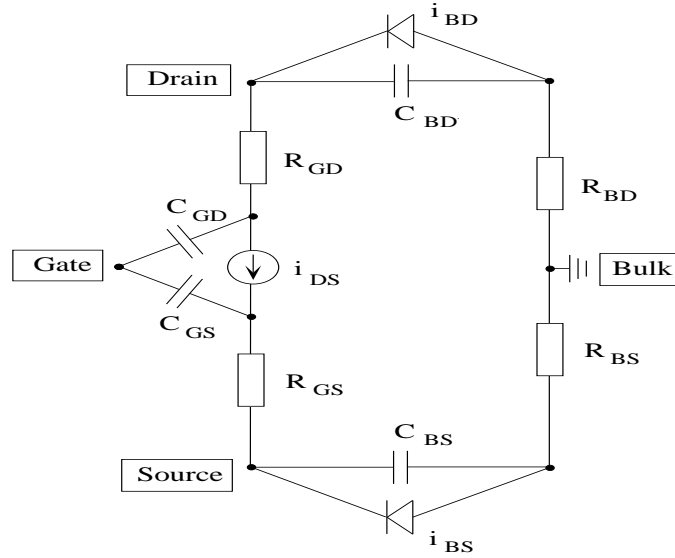 i BD
Drain
C BD
R GD
R BD
C GD
Gate
i DS
Bulk
C GS
R BS
R GS
C BS
Source
i BS